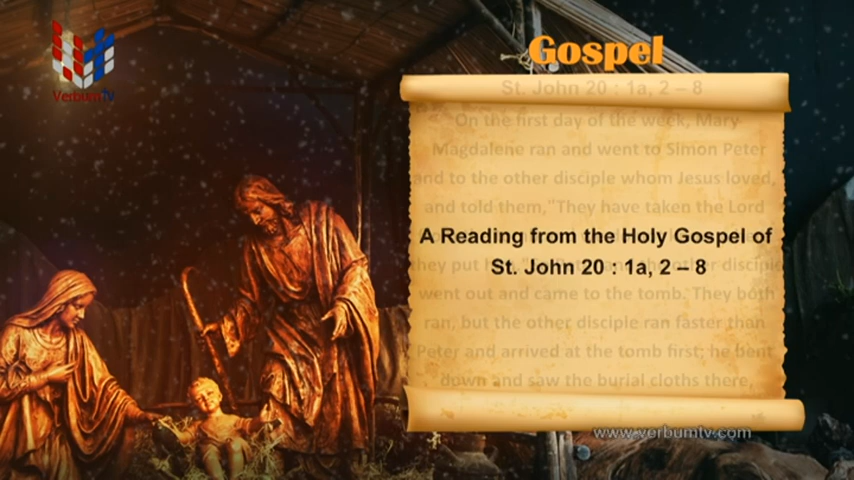 VerbumTV
Gospel
St. John 20 : 1a, 2 – 8
On the first day of the week, Mary
Magdalene ran and went to Simon Peter
and to the other disciple whom Jesus loved,
and told them,"They have taken the Lord
A Reading from the Holy Gospel of
St. John 20 : 1a, 2 – 8
they put
went out and came to the tomb. They both
ran, but the other disciple ran faster than
Peter and arrived at the tomb first; he bent
down and saw the burial cloths there,
www.verbumtv.com